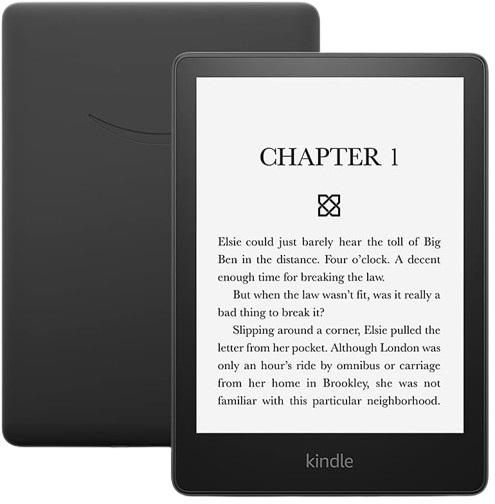 CHAPTER 1
Elsie could just barely hear the toll of Big
Ben in the distance. Four o’clock. A decent
enough time for breaking the law.
But when the law wasn’t fit, was it really a
bad thing to break it?
Slipping around a corner, Elsie pulled the
letter from her pocket. Although London was
only an hour’s ride by omnibus or carriage
from her home in Brookley, she was not
familiar with this particular neighborhood.
kindle